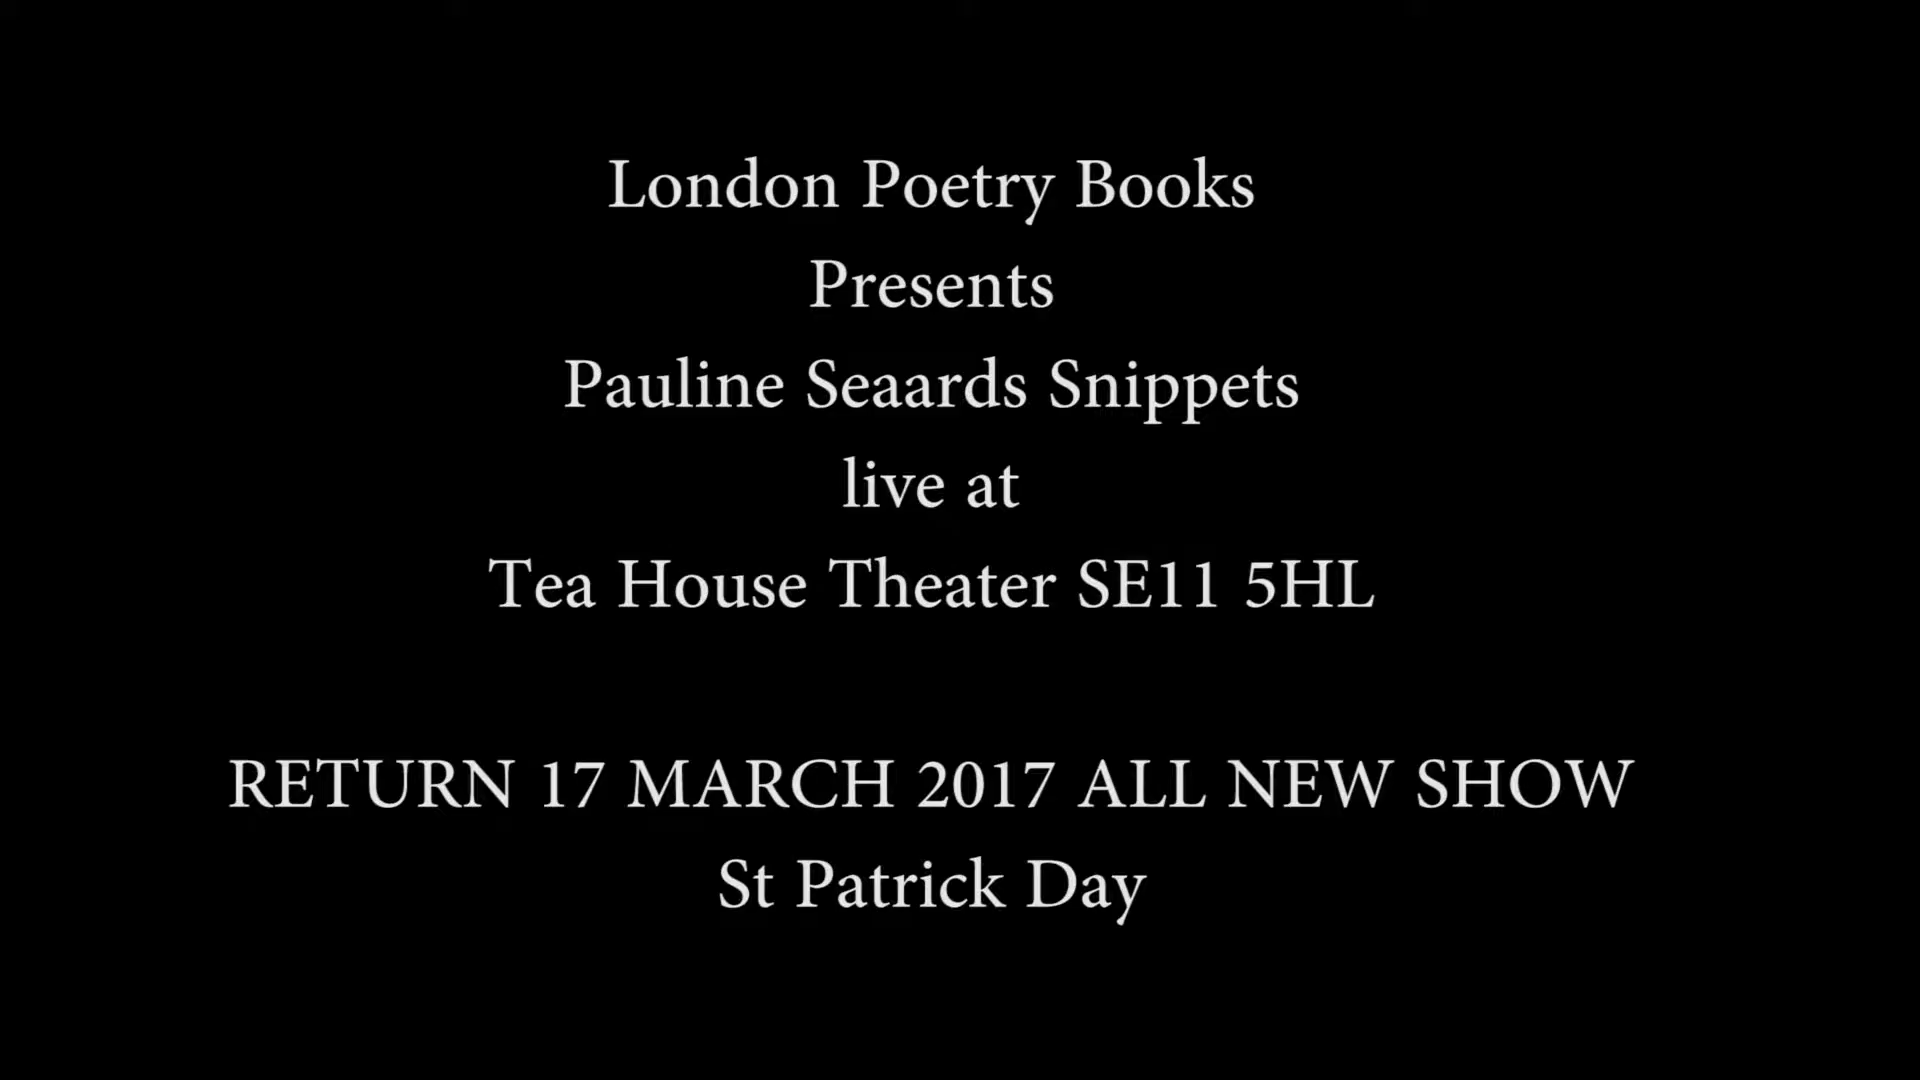 London Poetry Books
Presents
Pauline Seaards Snippets
live at
Tea House Theater SE11 5HL
RETURN 17 MARCH 2017 ALL NEW SHOW
St Patrick Day